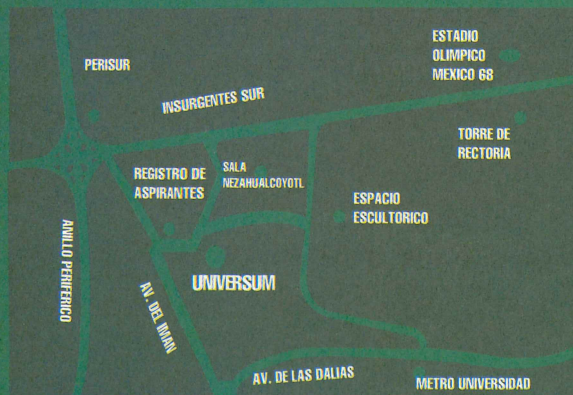 ESTADIO
OLIMPICO
MEXICO 68
PERISUR
INSURGENTES SUR
TORRE DE
RECTORIA
REGISTRO DE
ASPIRANTES
SALA
NEZAHUALCOYOTL
ESPACIO
ESCULTORICO
ANILLO PERIFERICO
UNIVERSUM
AV. DEL IMAN
AV. DE LAS DALIAS
METRO UNIVERSIDAD